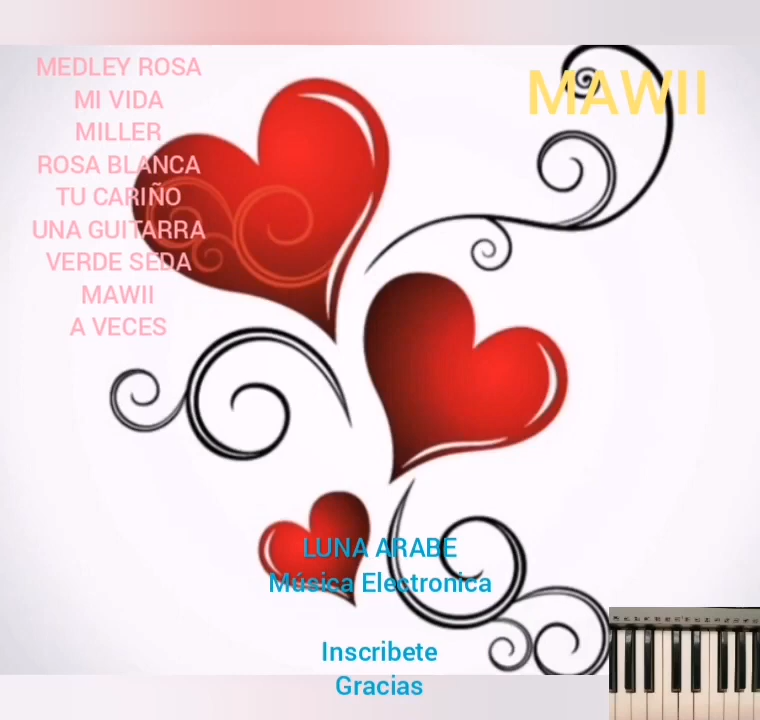 MEDLEY ROSA
MI VIDA
MILLER
ROSA BLANCA
TU CARIÑO
UNA GUITARRA
VERDE SEDA
MAWII
A VECES
MAWII
LUNA ARABE
Música Electronica
Inscribete
Gracias